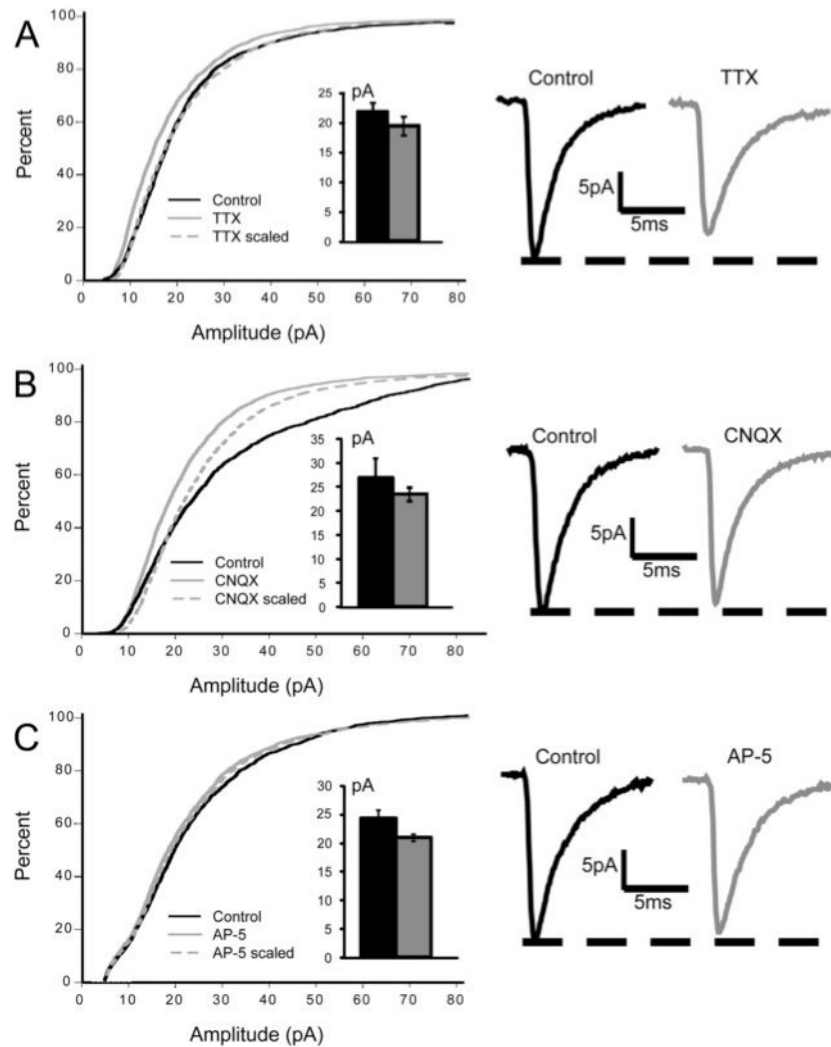 A
100
80
60
40
20
0
Percent
0 10 20 30 40 50 60 70 80
Amplitude (pA)
Control
TTX
TTX scaled
pA
25
20
15
10
5
0
Control
TTX
5pA
5ms
B
100
80
60
40
20
0
Percent
0 10 20 30 40 50 60 70 80
Amplitude (pA)
Control
CNQX
CNQX scaled
pA
35
30
25
20
15
10
5
0
Control
CNQX
5pA
5ms
C
100
80
60
40
20
0
Percent
0 10 20 30 40 50 60 70 80
Amplitude (pA)
Control
AP-5
AP-5 scaled
pA
30
25
20
15
10
5
0
Control
AP-5
5pA
5ms